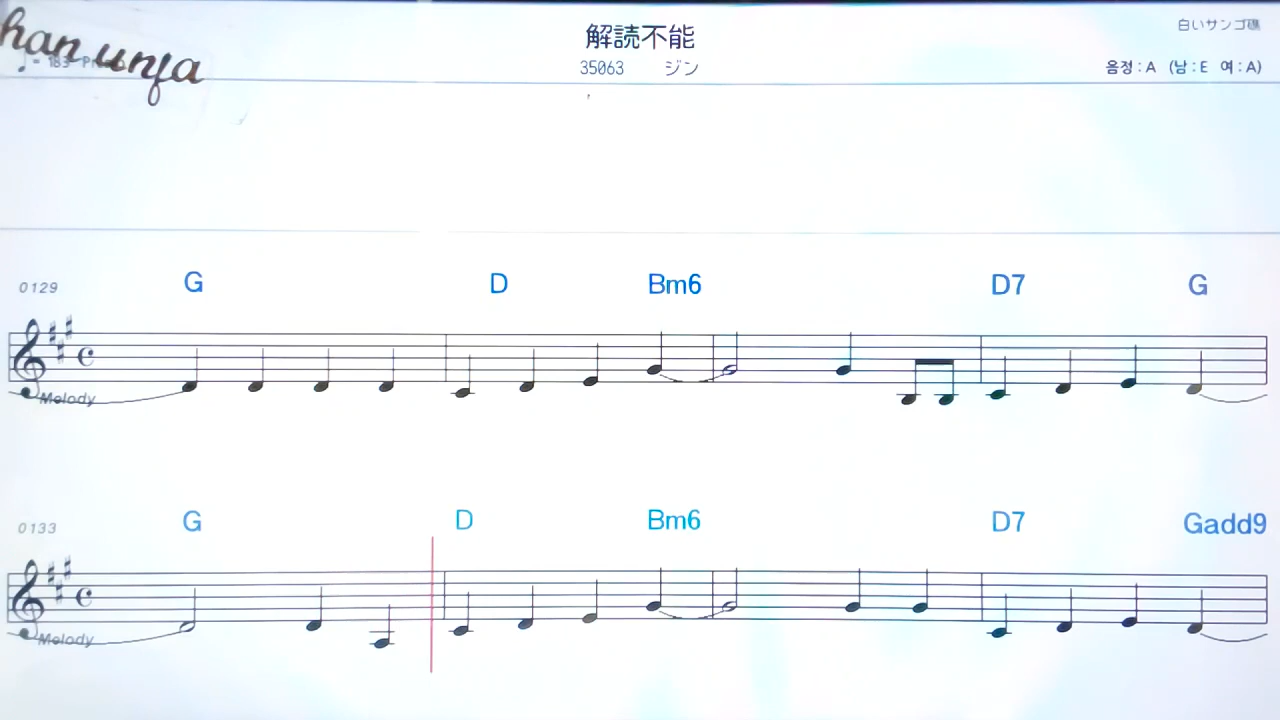 han unja
解読不能
白いサンゴ礁
♩= 183
35063 ジン
음정 : A (남 : E 여 : A)
0129 G D Bm6 D7 G
Melody
0133 G D Bm6 D7 Gadd9
Melody